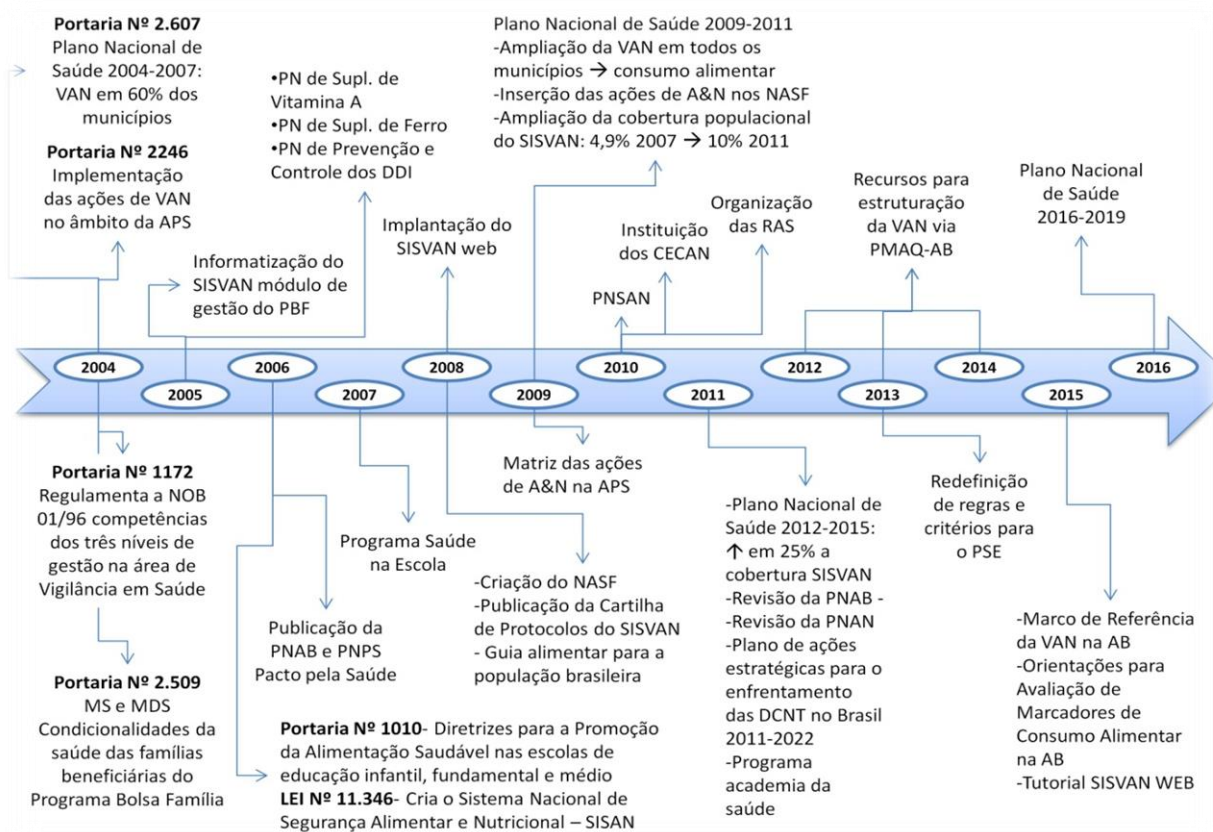 Portaria Nº 2.607
Plano Nacional de
Saúde 2004-2007:
VAN em 60% dos
municípios
Portaria Nº 2246
Implementação
das ações de VAN
no âmbito da APS
•PN de Supl. de
Vitamina A
•PN de Supl. de Ferro
•PN de Prevenção e
Controle dos DDI
Informatização do
SISVAN módulo de
gestão do PBF
Implantação do
SISVAN web
Plano Nacional de Saúde 2009-2011
-Ampliação da VAN em todos os
municípios → consumo alimentar
-Inserção das ações de A&N nos NASF
-Ampliação da cobertura populacional
do SISVAN: 4,9% 2007 → 10% 2011
PNSAN
Instituição
dos CECAN
Organização
das RAS
Recursos para
estruturação
da VAN via
PMAQ-AB
Plano Nacional
de Saúde
2016-2019
2004
2005
2006
2007
2008
2009
2010
2011
2012
2013
2014
2015
2016
Portaria Nº 1172
Regulamenta a NOB
01/96 competências
dos três níveis de
gestão na área de
Vigilância em Saúde
Portaria Nº 2.509
MS e MDS
Condicionalidades da
saúde das famílias
beneficiárias do
Programa Bolsa Família
Publicação da
PNAB e PNPS
Pacto pela Saúde
Portaria Nº 1010- Diretrizes para a Promoção
da Alimentação Saudável nas escolas de
educação infantil, fundamental e médio
LEI Nº 11.346- Cria o Sistema Nacional de
Segurança Alimentar e Nutricional – SISAN
Programa Saúde
na Escola
-Criação do NASF
-Publicação da Cartilha
de Protocolos do SISVAN
- Guia alimentar para a
população brasileira
Matriz das ações
de A&N na APS
-Plano Nacional de
Saúde 2012-2015:
↑ em 25% a
cobertura SISVAN
-Revisão da PNAB -
-Revisão da PNAN
-Plano de ações
estratégicas para o
enfrentamento
das DCNT no Brasil
2011-2022
-Programa
academia da
saúde
Redefinição
de regras e
critérios para
o PSE
-Marco de Referência
da VAN na AB
-Orientações para
Avaliação de
Marcadores de
Consumo Alimentar
na AB
-Tutorial SISVAN WEB